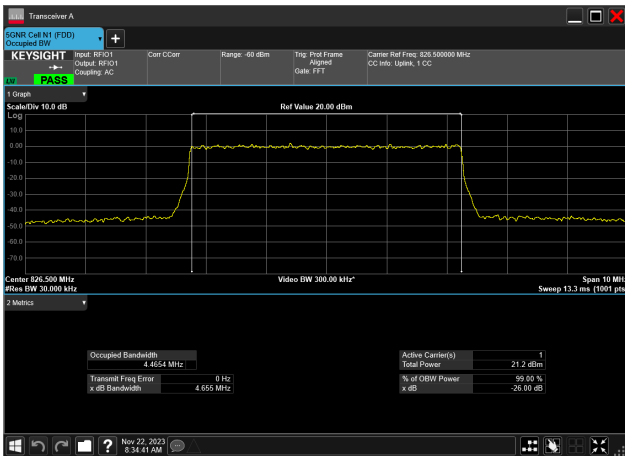 Transceiver A
5GNR Cell N1 (FDD)
Occupied BW
KEYSIGHT
LXI
PASS
Input: RFIO1
Output: RFIO1
Coupling: AC
Corr CCorr
Range: -60 dBm
Trig: Prot Frame
Aligned
Gate: FFT
Carrier Ref Freq: 826.500000 MHz
CC Info: Uplink, 1 CC
1 Graph
Scale/Div 10.0 dB
Ref Value 20.00 dBm
Log
10.0
0.00
-10.0
-20.0
-30.0
-40.0
-50.0
-60.0
-70.0
Center 826.500 MHz
Video BW 300.00 kHz*
Span 10 MHz
#Res BW 30.000 kHz
Sweep 13.3 ms (1001 pts
2 Metrics
Occupied Bandwidth
4.4654 MHz
Active Carrier(s) 1
Total Power 21.2 dBm
Transmit Freq Error 0 Hz
x dB Bandwidth 4.655 MHz
% of OBW Power 99.00 %
x dB -26.00 dB
?
Nov 22, 2023
8:34:41 AM